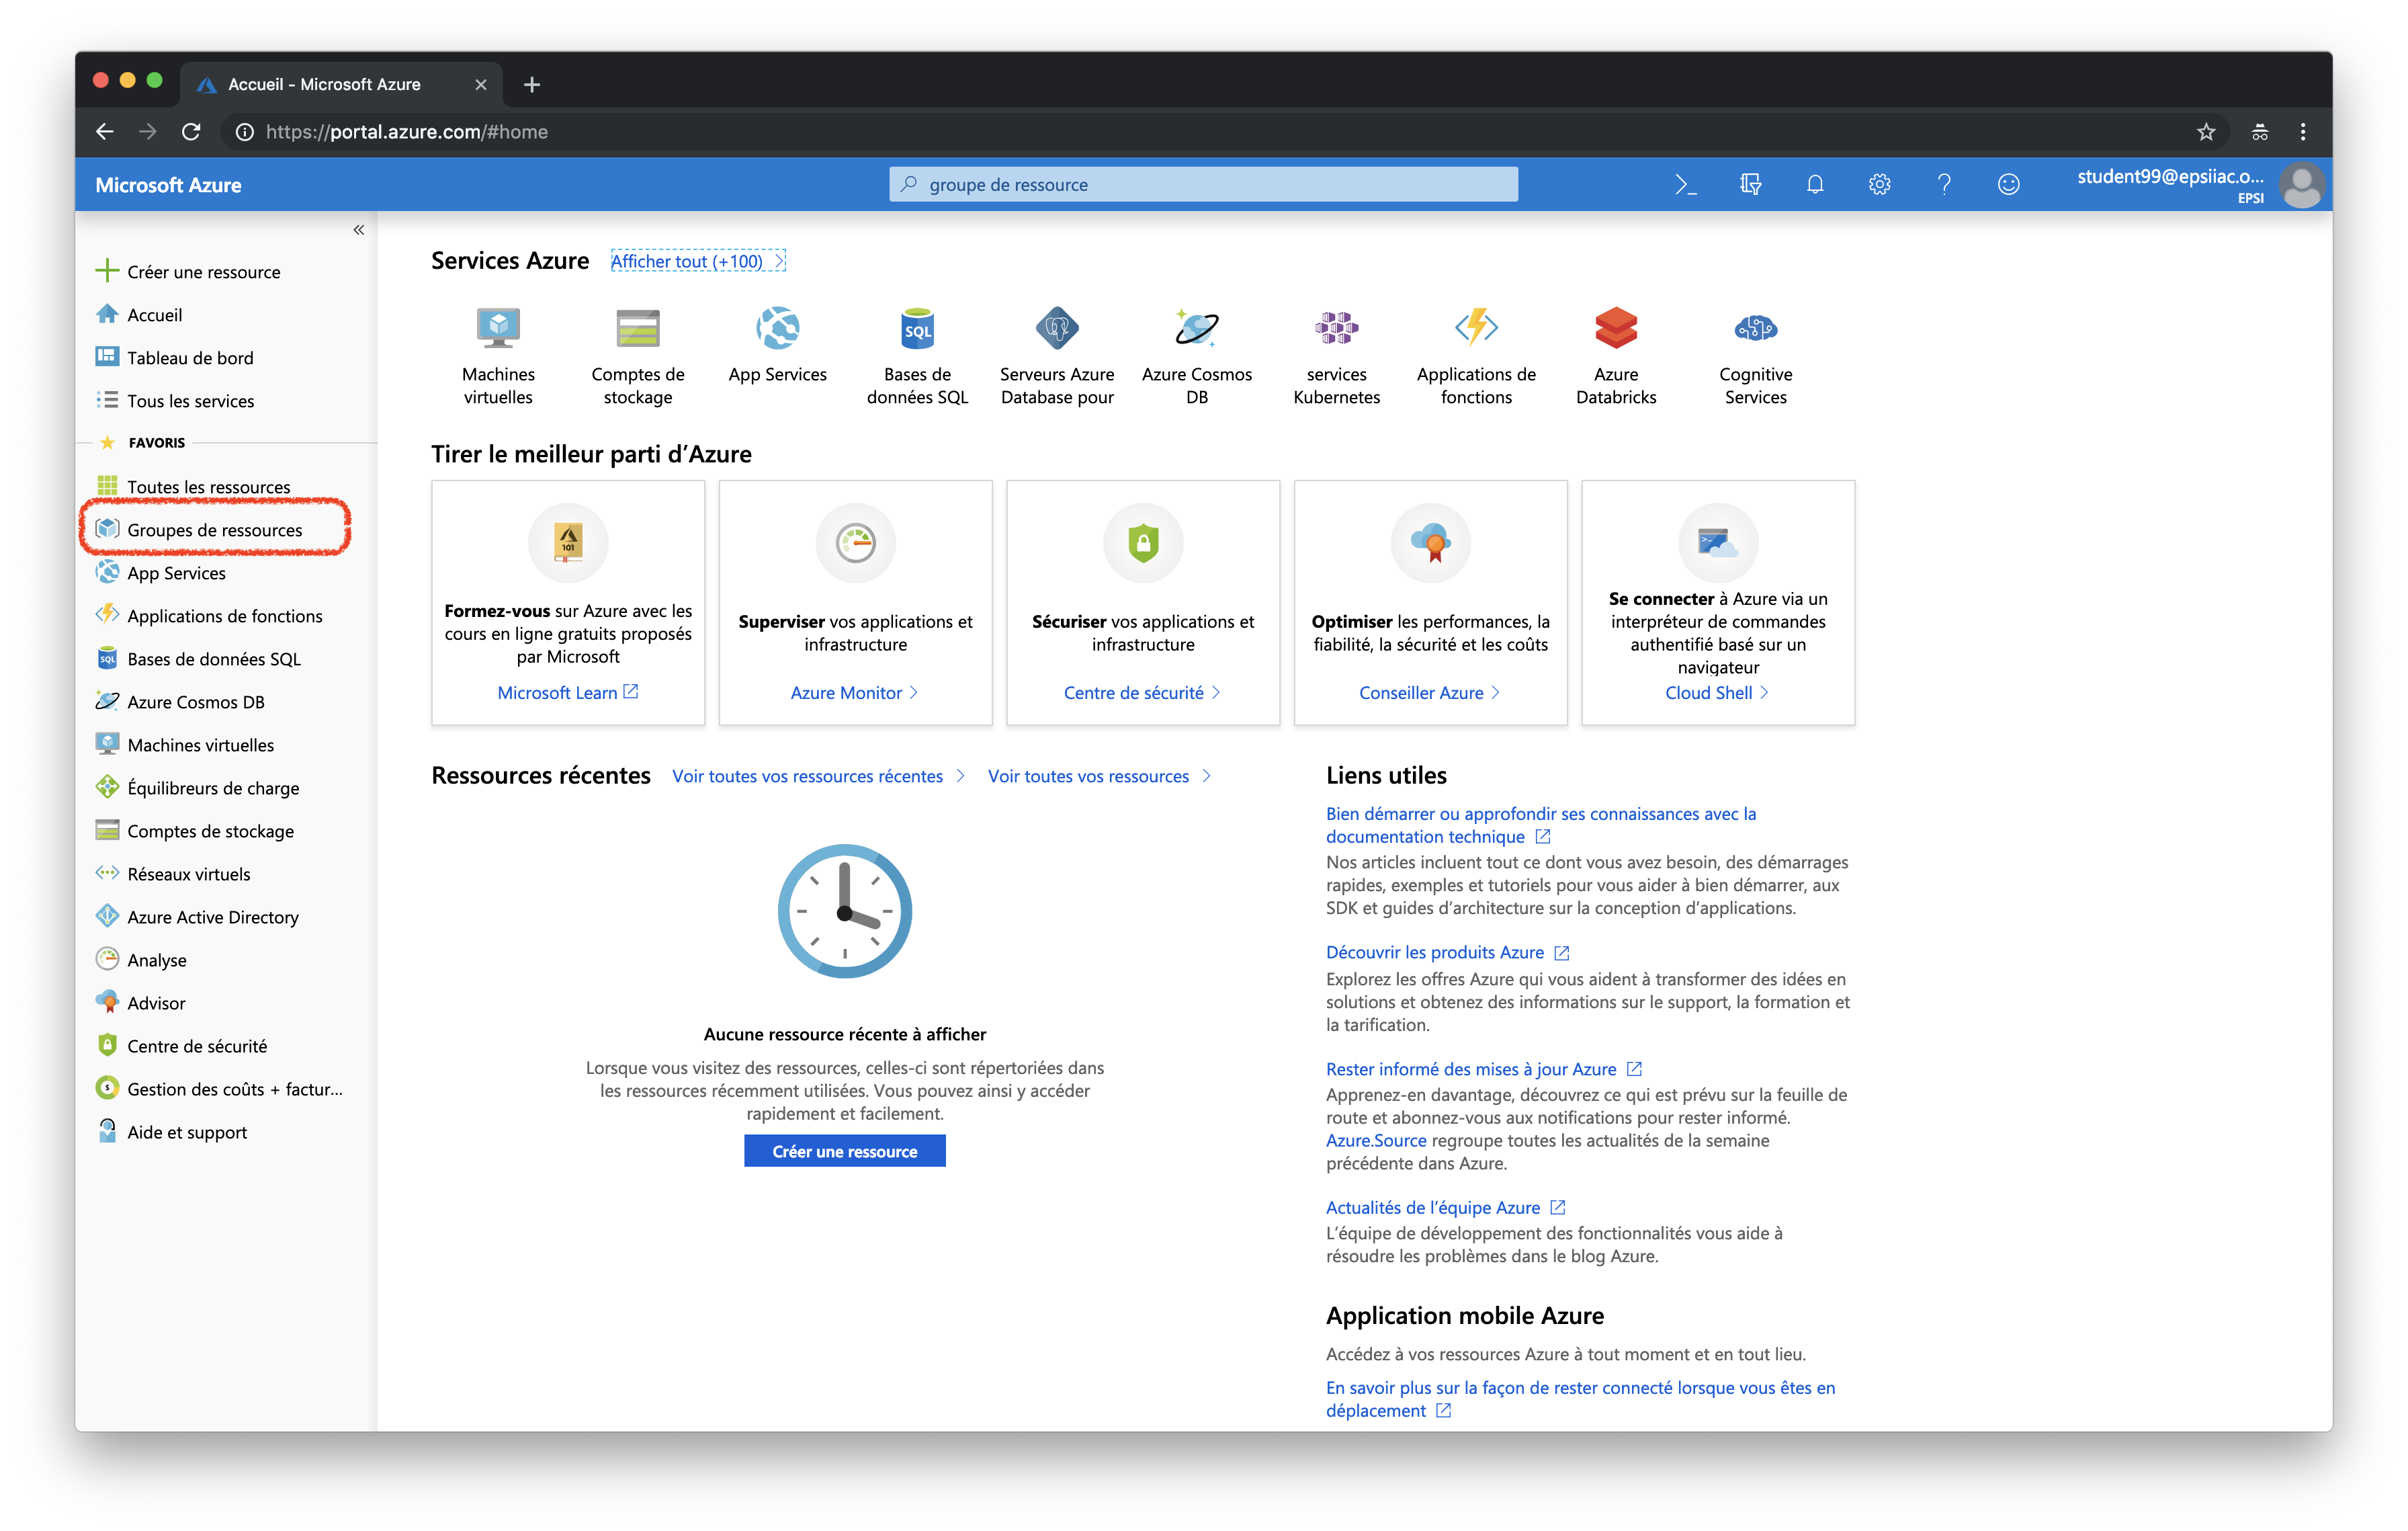 Accueil - Microsoft Azure
https://portal.azure.com/#home
Microsoft Azure
groupe de ressource
student99@epsiiac.o...
EPSI
Créer une ressource
Accueil
Tableau de bord
Tous les services
FAVORIS
Toutes les ressources
Groupes de ressources
App Services
Applications de fonctions
Bases de données SQL
Azure Cosmos DB
Machines virtuelles
Équilibreurs de charge
Comptes de stockage
Réseaux virtuels
Azure Active Directory
Analyse
Advisor
Centre de sécurité
Gestion des coûts + factur...
Aide et support
Services Azure
Afficher tout (+100)
Machines
virtuelles
Comptes de
stockage
App Services
SQL
Bases de
données SQL
Serveurs Azure
Database pour
Azure Cosmos
DB
services
Kubernetes
Applications de
fonctions
Azure
Databricks
Cognitive
Services
Tirer le meilleur parti d’Azure
101
Formez-vous sur Azure avec les
cours en ligne gratuits proposés
par Microsoft
Microsoft Learn
Superviser vos applications et
infrastructure
Azure Monitor
Sécuriser vos applications et
infrastructure
Centre de sécurité
Optimiser les performances, la
fiabilité, la sécurité et les coûts
Conseiller Azure
Se connecter à Azure via un
interpréteur de commandes
authentifié basé sur un
navigateur
Cloud Shell
Ressources récentes
Voir toutes vos ressources récentes
Voir toutes vos ressources
Aucune ressource récente à afficher
Lorsque vous visitez des ressources, celles-ci sont répertoriées dans
les ressources récemment utilisées. Vous pouvez ainsi y accéder
rapidement et facilement.
Créer une ressource
Liens utiles
Bien démarrer ou approfondir ses connaissances avec la
documentation technique
Nos articles incluent tout ce dont vous avez besoin, des démarrages
rapides, exemples et tutoriels pour vous aider à bien démarrer, aux
SDK et guides d’architecture sur la conception d’applications.
Découvrir les produits Azure
Explorez les offres Azure qui vous aident à transformer des idées en
solutions et obtenez des informations sur le support, la formation et
la tarification.
Rester informé des mises à jour Azure
Apprenez-en davantage, découvrez ce qui est prévu sur la feuille de
route et abonnez-vous aux notifications pour rester informé.
Azure.Source regroupe toutes les actualités de la semaine
précédente dans Azure.
Actualités de l’équipe Azure
L’équipe de développement des fonctionnalités vous aide à
résoudre les problèmes dans le blog Azure.
Application mobile Azure
Accédez à vos ressources Azure à tout moment et en tout lieu.
En savoir plus sur la façon de rester connecté lorsque vous êtes en
déplacement